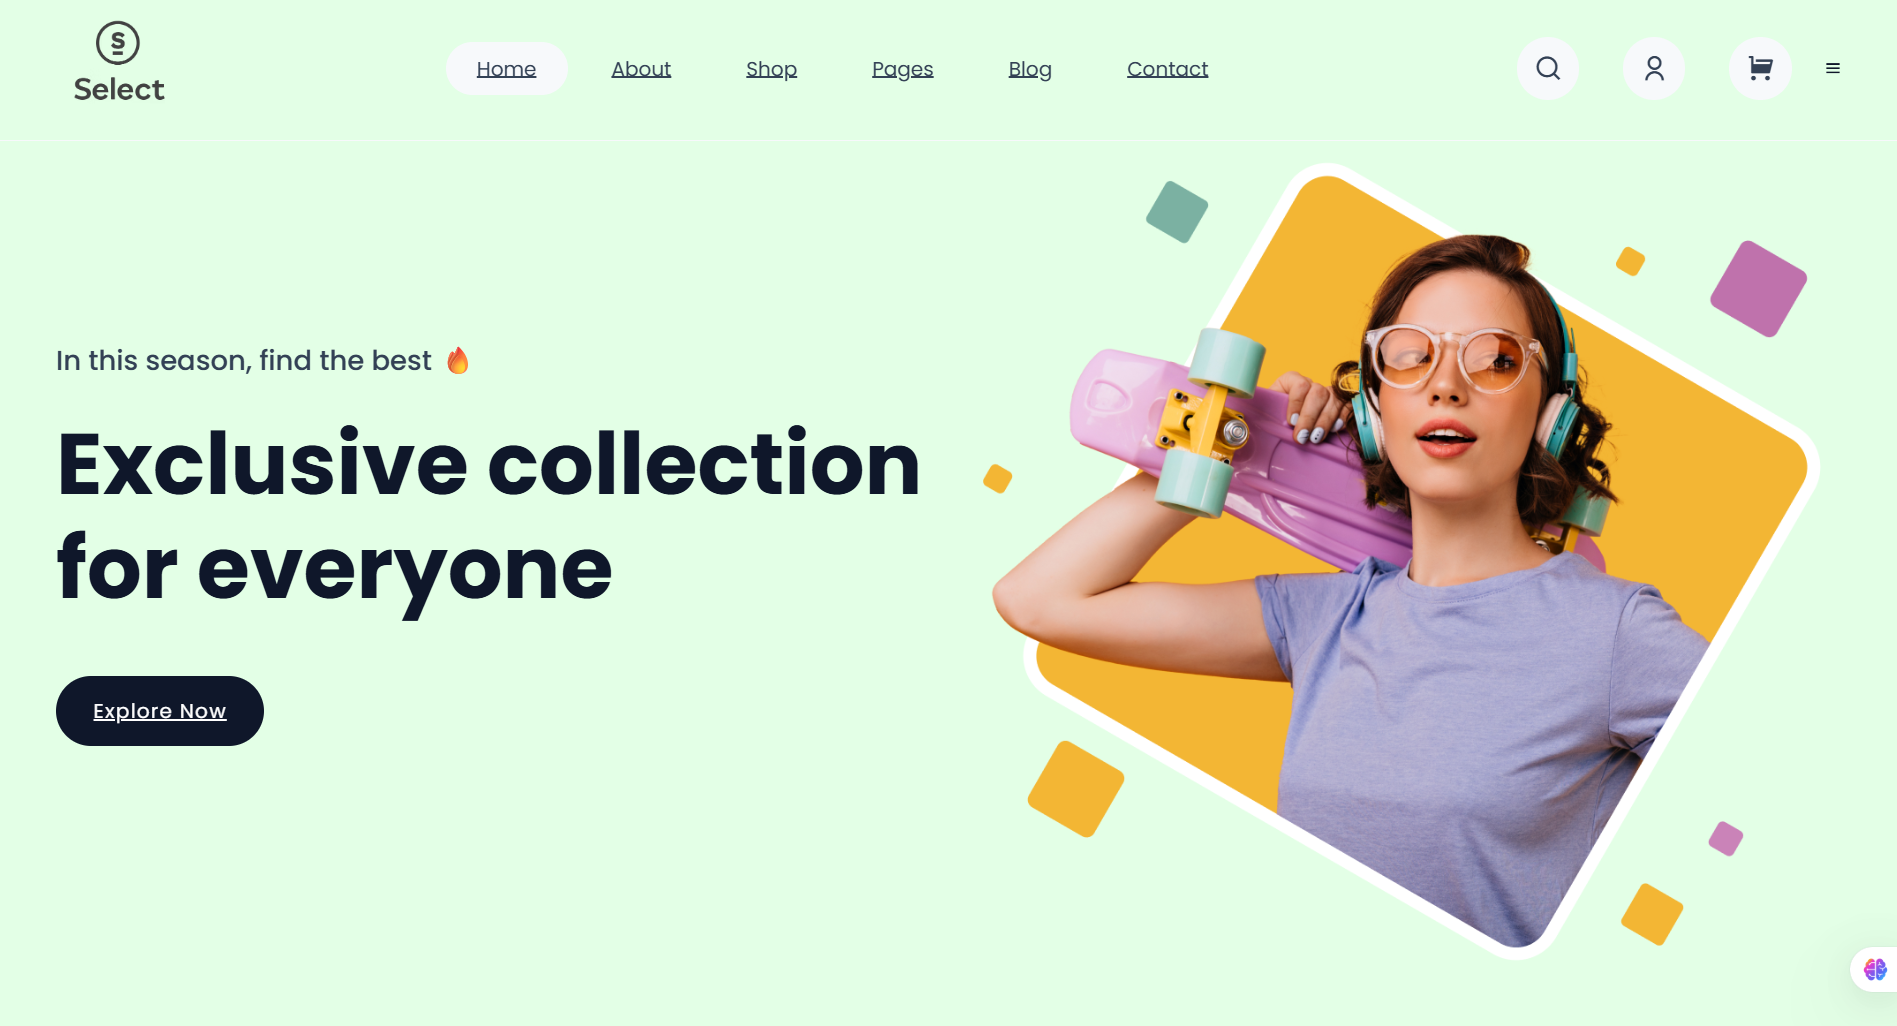 S
Select
Home
About
Shop
Pages
Blog
Contact
In this season, find the best 🔥
Exclusive collection
for everyone
Explore Now